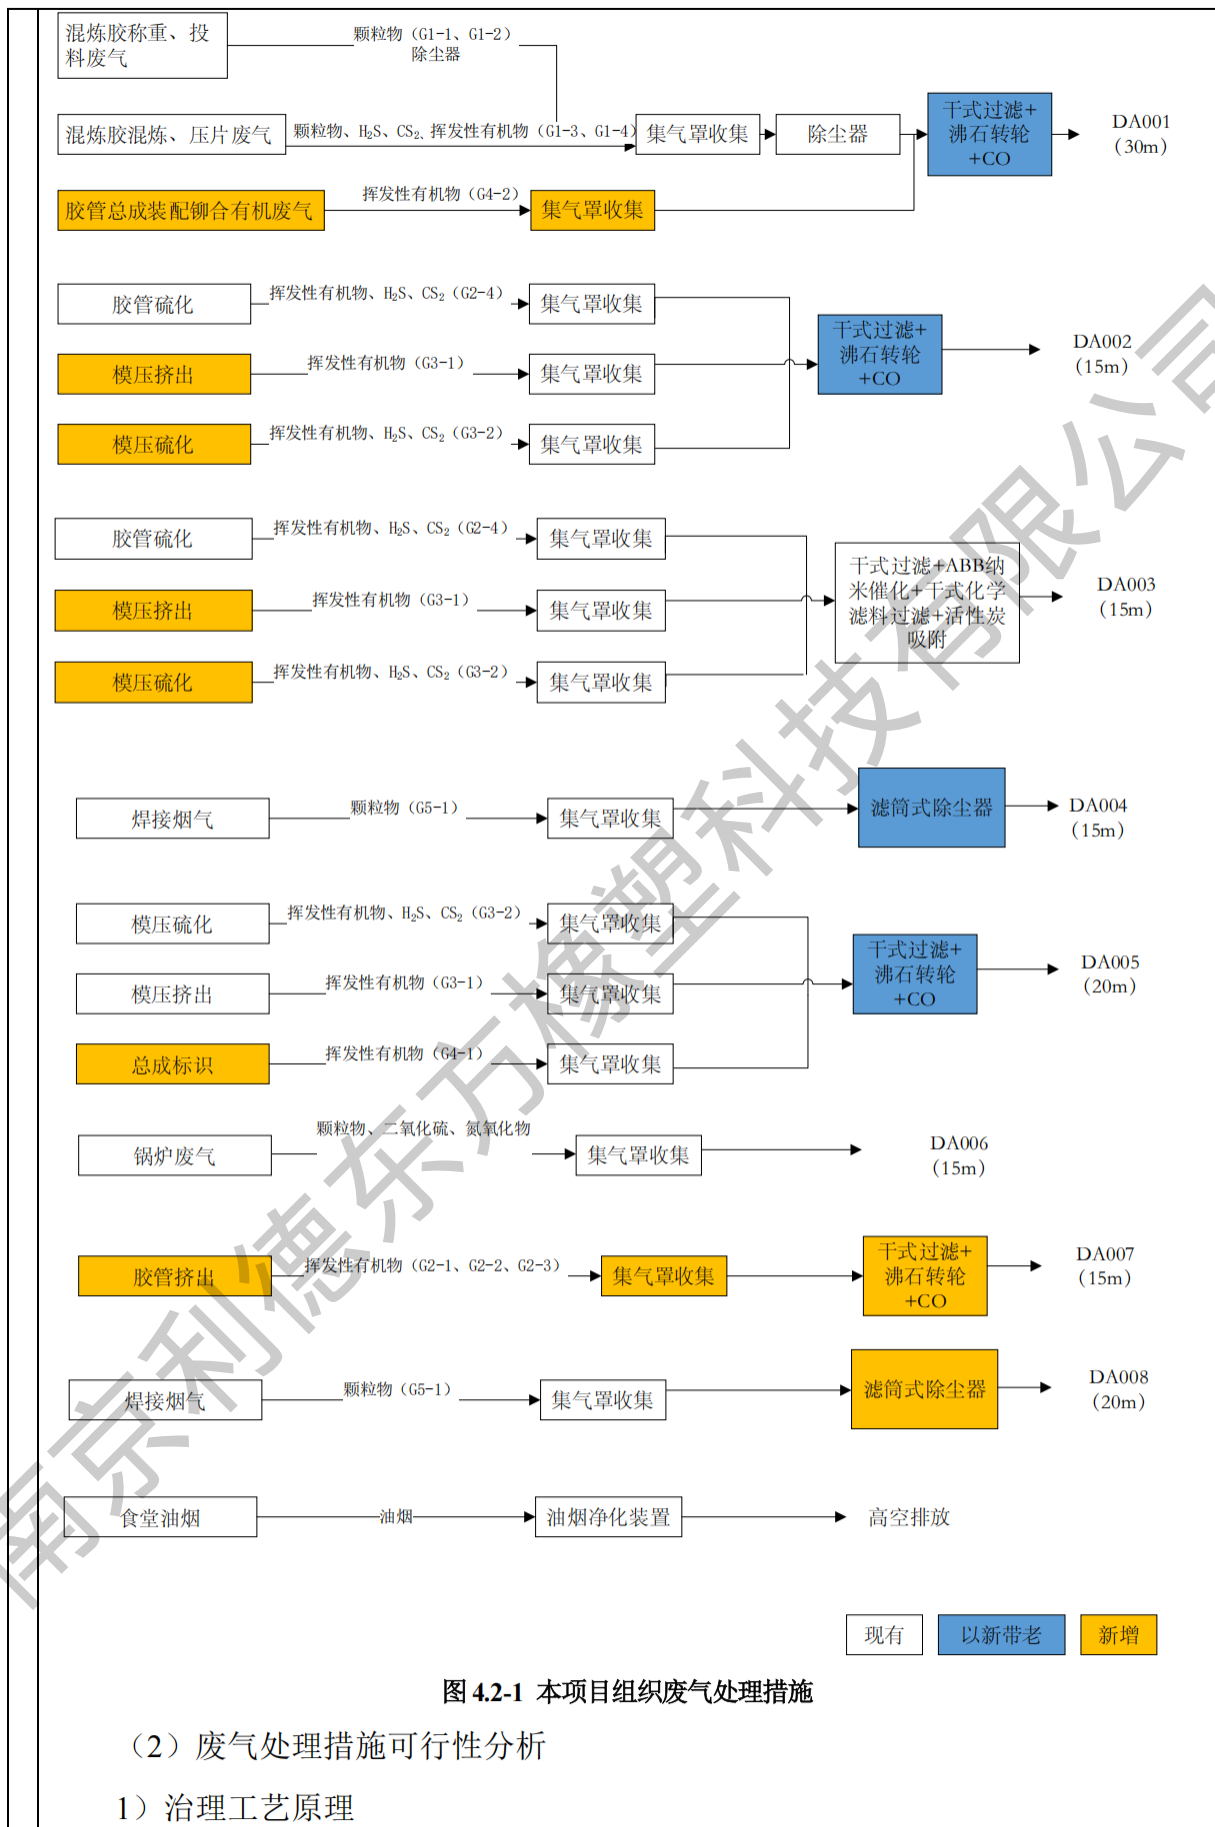 混炼胶称重、投
料废气
颗粒物（G1-1、G1-2）
除尘器
混炼胶混炼、压片废气
颗粒物、H₂S、CS₂、挥发性有机物（G1-3、G1-4）
集气罩收集
除尘器
干式过滤+
沸石转轮
+CO
DA001
（30m）
胶管总成装配铆合有机废气
挥发性有机物（G4-2）
集气罩收集
胶管硫化
挥发性有机物、H₂S、CS₂（G2-4）
集气罩收集
模压挤出
挥发性有机物（G3-1）
集气罩收集
干式过滤+
沸石转轮
+CO
DA002
（15m）
模压硫化
挥发性有机物、H₂S、CS₂（G3-2）
集气罩收集
胶管硫化
挥发性有机物、H₂S、CS₂（G2-4）
集气罩收集
模压挤出
挥发性有机物（G3-1）
集气罩收集
干式过滤+ABB纳
米催化+干式化学
滤料过滤+活性炭
吸附
DA003
（15m）
模压硫化
挥发性有机物、H₂S、CS₂（G3-2）
集气罩收集
焊接烟气
颗粒物（G5-1）
集气罩收集
滤筒式除尘器
DA004
（15m）
模压硫化
挥发性有机物、H₂S、CS₂（G3-2）
集气罩收集
模压挤出
挥发性有机物（G3-1）
集气罩收集
干式过滤+
沸石转轮
+CO
DA005
（20m）
总成标识
挥发性有机物（G4-1）
集气罩收集
锅炉废气
颗粒物、二氧化硫、氮氧化物
集气罩收集
DA006
（15m）
胶管挤出
挥发性有机物（G2-1、G2-2、G2-3）
集气罩收集
干式过滤+
沸石转轮
+CO
DA007
（15m）
焊接烟气
颗粒物（G5-1）
集气罩收集
滤筒式除尘器
DA008
（20m）
食堂油烟
油烟
油烟净化装置
高空排放
现有
以新带老
新增
图 4.2-1 本项目组织废气处理措施
（2）废气处理措施可行性分析
1）治理工艺原理
南京利德东方橡塑科技有限公司